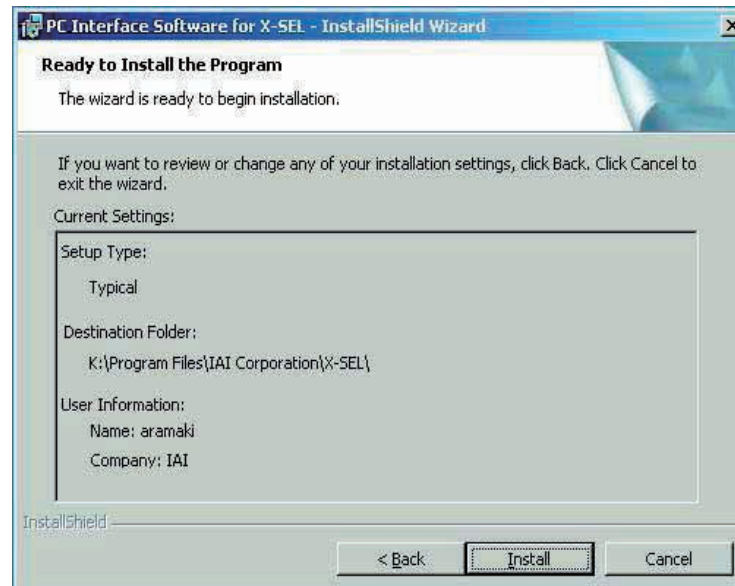 PC Interface Software for X-SEL - InstallShield Wizard
Ready to Install the Program
The wizard is ready to begin installation.
If you want to review or change any of your installation settings, click Back. Click Cancel to
exit the wizard.
Current Settings:
Setup Type:
Typical
Destination Folder:
K:\Program Files\IAI Corporation\X-SEL\
User Information:
Name: aramaki
Company: IAI
InstallShield
< Back
Install
Cancel